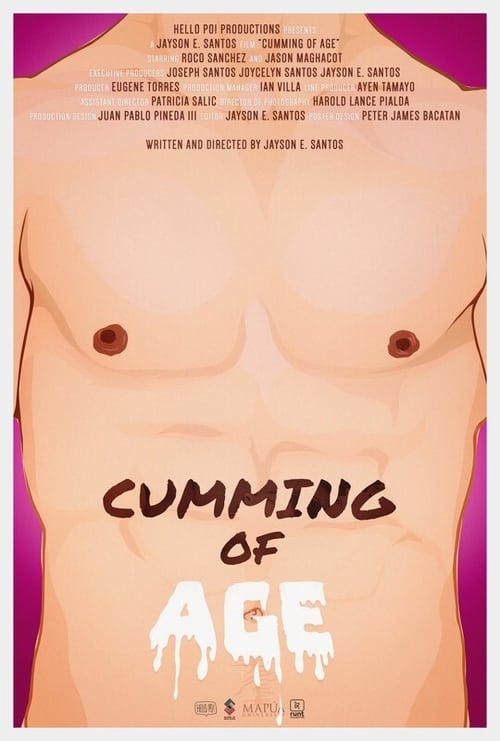 HELLO POI PRODUCTIONS PRESENTS
A JAYSON E. SANTOS FILM "CUMMING OF AGE"
STARRING ROCO SANCHEZ AND JASON MAGHACOT
EXECUTIVE PRODUCERS JOSEPH SANTOS JOYCELYN SANTOS JAYSON E. SANTOS
PRODUCER EUGENE TORRES PRODUCTION MANAGER IAN VILLA LINE PRODUCER AYEN TAMAYO
ASSISTANT DIRECTOR PATRICIA SALIC DIRECTOR OF PHOTOGRAPHY HAROLD LANCE PIALDA
PRODUCTION DESIGN JUAN PABLO PINEDA III EDITOR JAYSON E. SANTOS POSTER DESIGN PETER JAMES BACATAN
WRITTEN AND DIRECTED BY JAYSON E. SANTOS
CUMMING
OF
AGE
MAPÚA
UNIVERSITY
runt